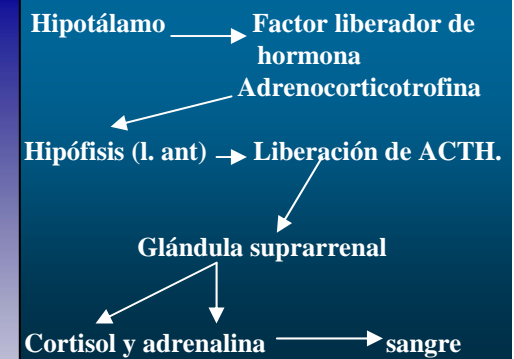 Hipotálamo Factor liberador de
hormona
Adrenocorticotrofina
Hipófisis (l. ant) Liberación de ACTH.
Glándula suprarrenal
Cortisol y adrenalina sangre